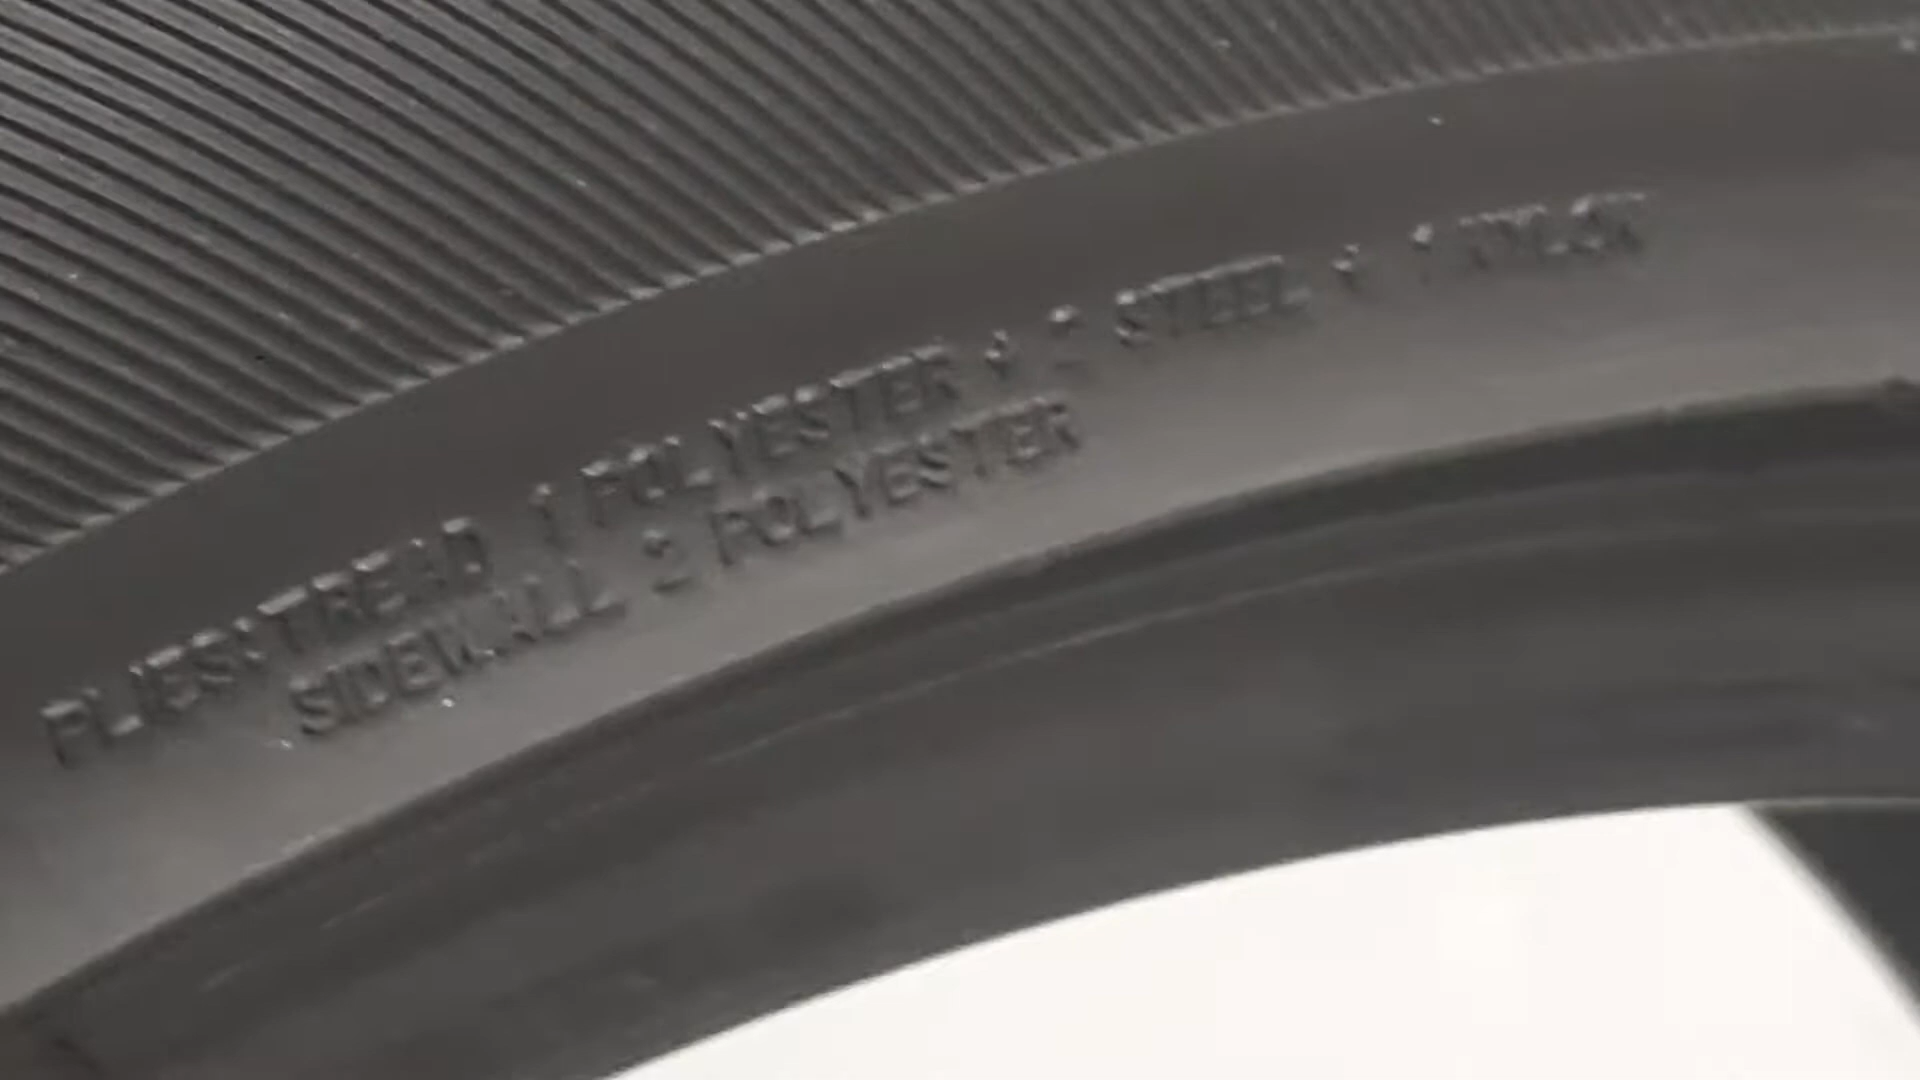 PLIES: TREAD 1 POLYESTER + 2 STEEL + 1 NYLON
SIDEWALL 2 POLYESTER